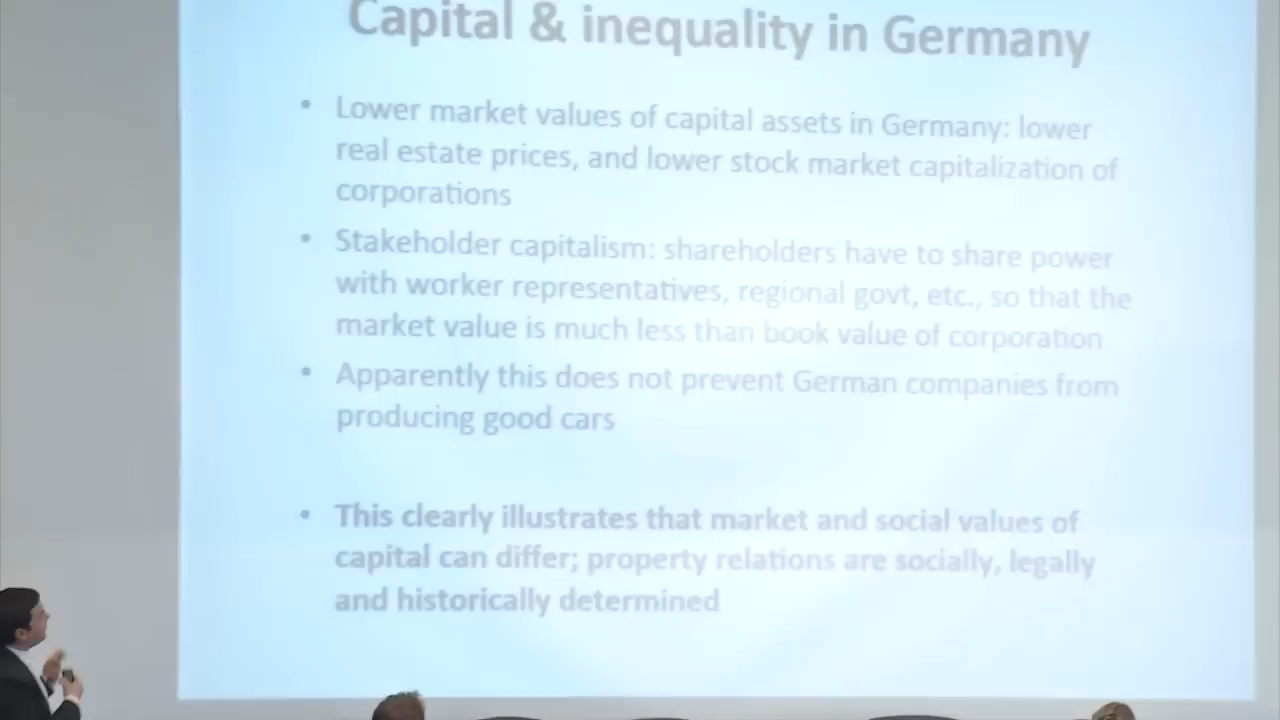 Capital & inequality in Germany
• Lower market values of capital assets in Germany: lower
real estate prices, and lower stock market capitalization of
corporations
• Stakeholder capitalism: shareholders have to share power
with worker representatives, regional govt, etc., so that the
market value is much less than book value of corporation
• Apparently this does not prevent German companies from
producing good cars
• This clearly illustrates that market and social values of
capital can differ; property relations are socially, legally
and historically determined